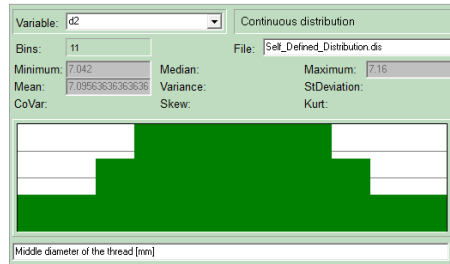 Variable: d2 Continuous distribution
Bins: 11 File: Self_Defined_Distribution.dis
Minimum: 7.042 Median: Maximum: 7.16
Mean: 7.09563636363636 Variance: StDeviation:
CoVar: Skew: Kurt:
Middle diameter of the thread [mm]